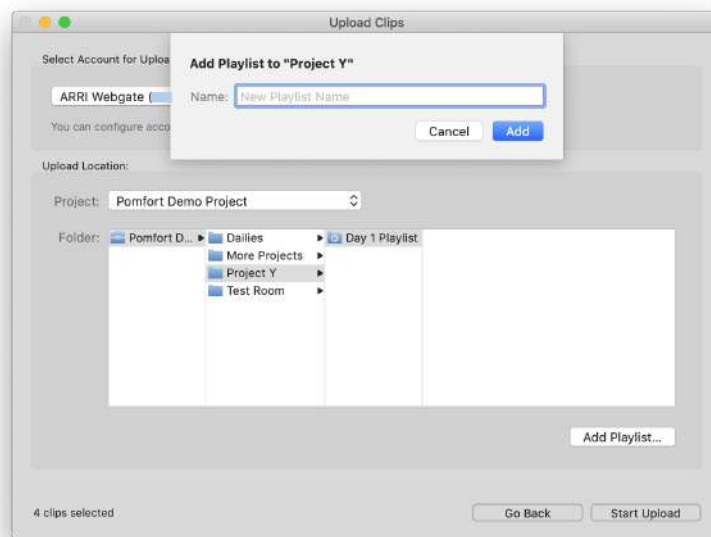 Upload Clips
Select Account for Uploa
Add Playlist to "Project Y"
ARRI Webgate (
Name: New Playlist Name
You can configure acco
Cancel Add
Upload Location:
Project: Pomfort Demo Project
Folder: Pomfort D... Dailies Day 1 Playlist
More Projects
Project Y
Test Room
Add Playlist...
4 clips selected Go Back Start Upload